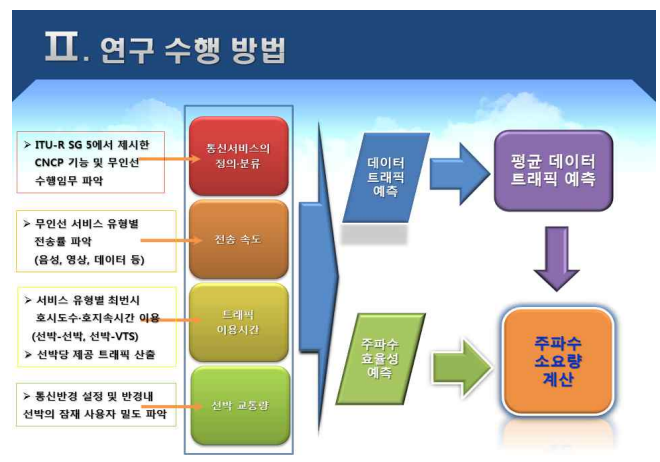 Ⅱ. 연구 수행 방법
➢ ITU-R SG 5에서 제시한
CNCP 기능 및 무인선
수행임무 파악
통신서비스의
정의·분류
➢ 무인선 서비스 유형별
전송률 파악
(음성, 영상, 데이터 등)
전송 속도
➢ 서비스 유형별 최번시
호시도수·호지속시간 이용
(선박-선박, 선박-VTS)
➢ 선박당 제공 트래픽 산출
트래픽
이용시간
➢ 통신반경 설정 및 반경내
선박의 잠재 사용자 밀도 파악
선박 교통량
데이터
트래픽
예측
평균 데이터
트래픽 예측
주파수
효율성
예측
주파수
소요량
계산